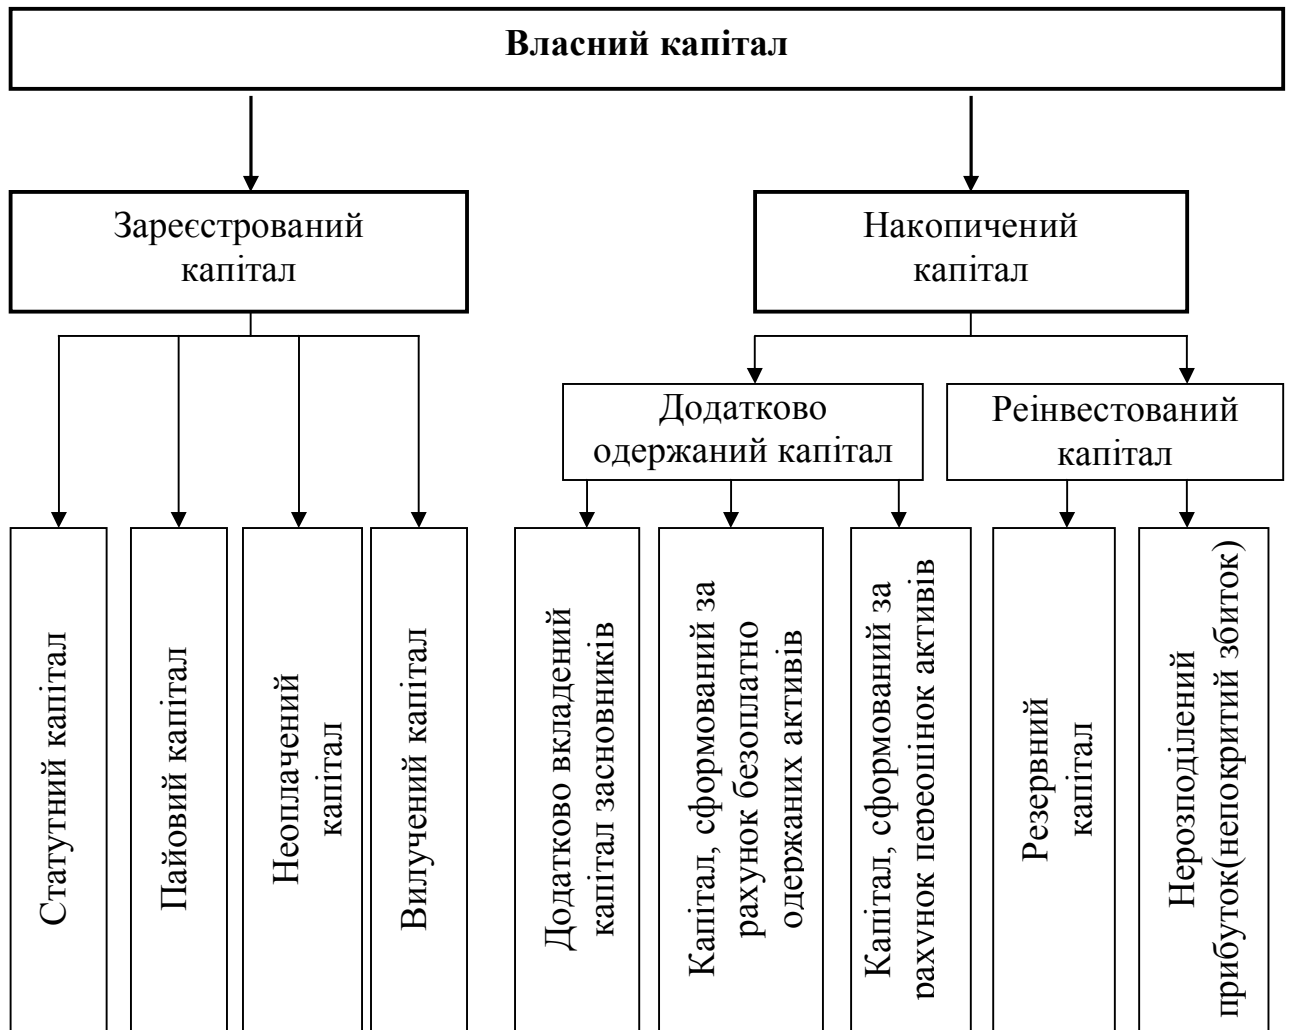 Власний капітал
Зареєстрований
капітал
Накопичений
капітал
Додатково
одержаний капітал
Реінвестований
капітал
Статутний капітал
Пайовий капітал
Неоплачений
капітал
Вилучений капітал
Додатково вкладений
капітал засновників
Капітал, сформований за
рахунок безоплатно
одержаних активів
Капітал, сформований за
рахунок переоцінок активів
Резервний
капітал
Нерозподілений
прибуток(непокритий збиток)